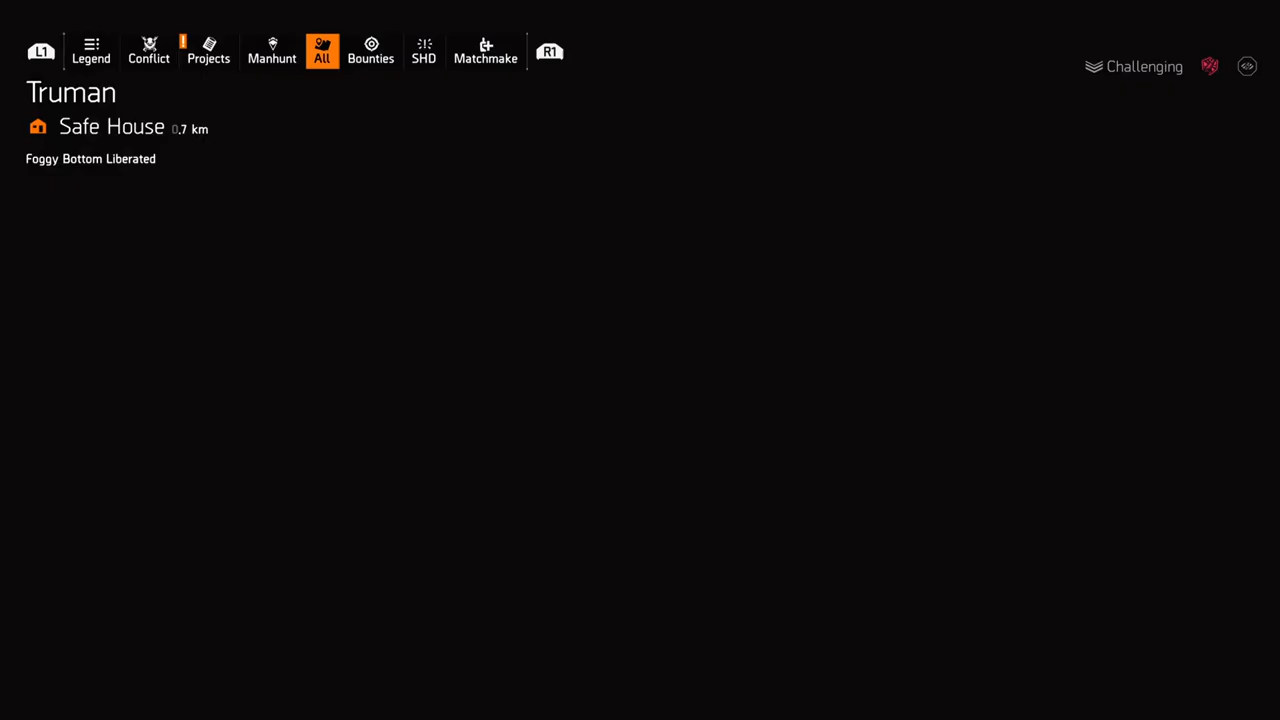 L1 Legend Conflict Projects Manhunt All Bounties SHD Matchmake R1
Challenging
Truman
Safe House 0.7 km
Foggy Bottom Liberated